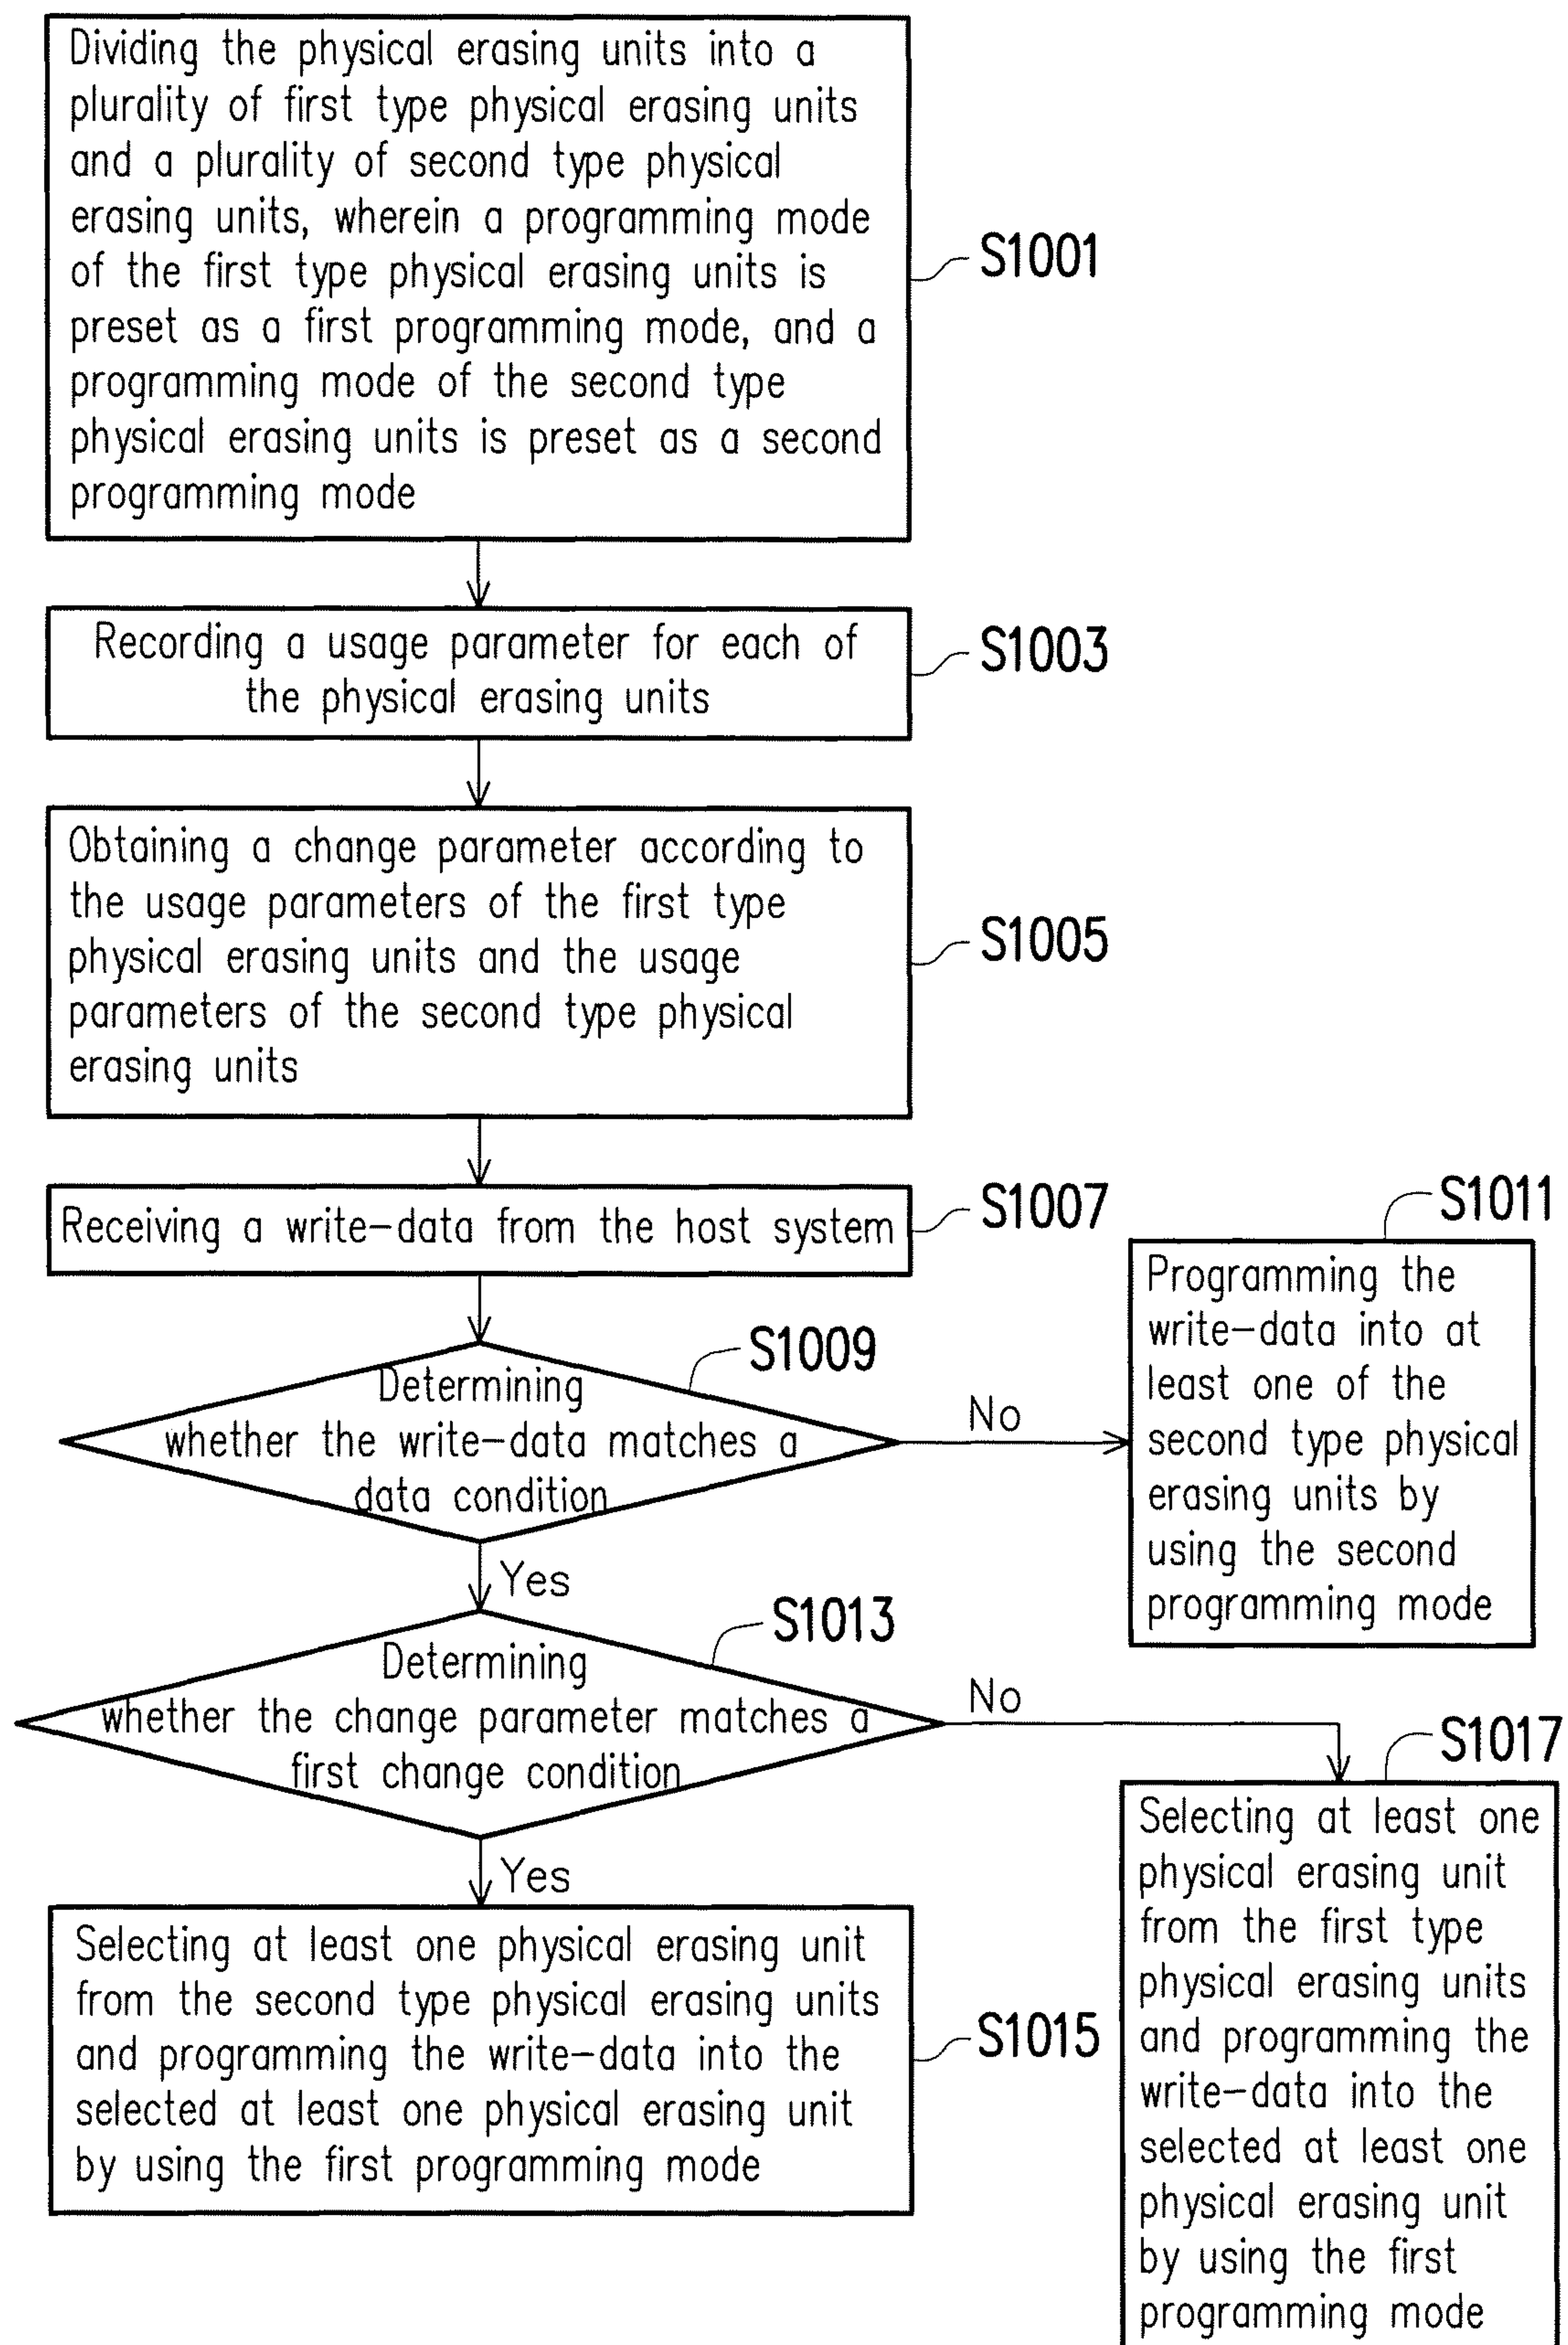 Dividing the physical erasing units into a
plurality of first type physical erasing units
and a plurality of second type physical
erasing units, wherein a programming mode
of the first type physical erasing units is
preset as a first programming mode, and a
programming mode of the second type
physical erasing units is preset as a second
programming mode
S1001
Recording a usage parameter for each of
the physical erasing units
S1003
Obtaining a change parameter according to
the usage parameters of the first type
physical erasing units and the usage
parameters of the second type physical
erasing units
S1005
Receiving a write-data from the host system
S1007
Determining
whether the write-data matches a
data condition
S1009
No
S1011
Programming the
write-data into at
least one of the
second type physical
erasing units by
using the second
programming mode
Yes
Determining
whether the change parameter matches a
first change condition
S1013
No
S1017
Selecting at least one
physical erasing unit
from the first type
physical erasing units
and programming the
write-data into the
selected at least one
physical erasing unit
by using the first
programming mode
Yes
Selecting at least one physical erasing unit
from the second type physical erasing units
and programming the write-data into the
selected at least one physical erasing unit
by using the first programming mode
S1015